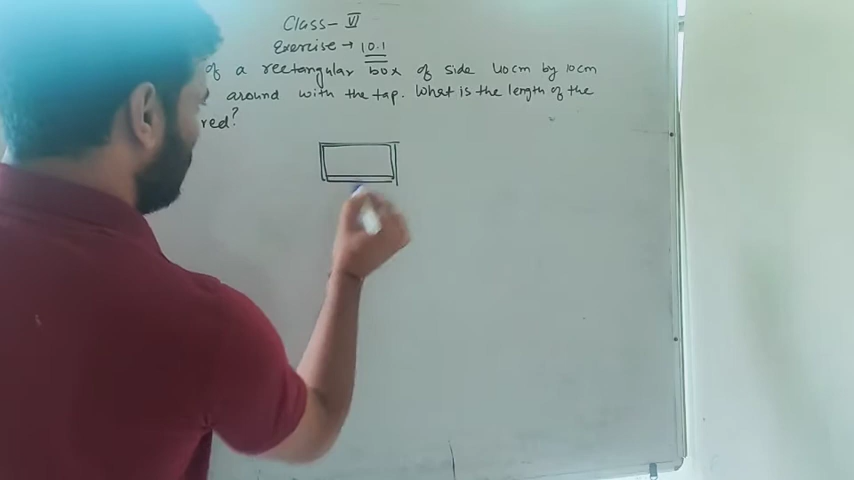 Class- VI
Exercise → 10.1
of a rectangular box of side 40cm by 10cm
around with the tap. What is the length of the
red?